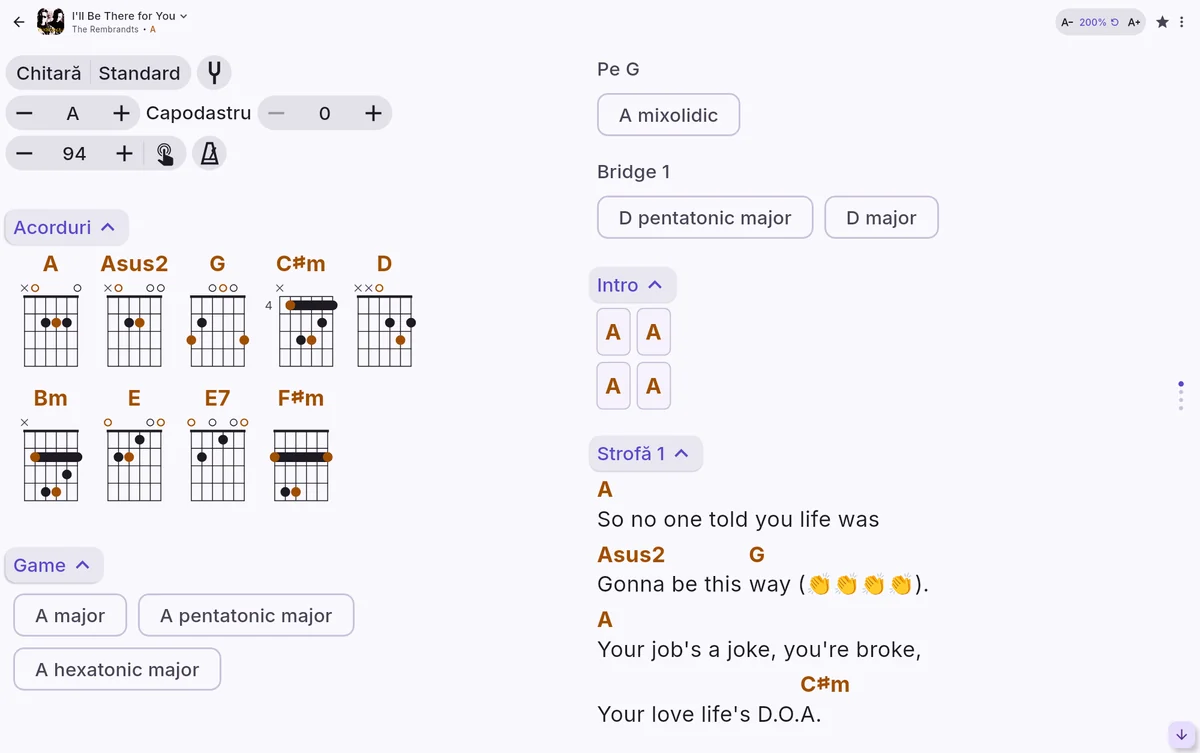 I'll Be There for You
The Rembrandts • A
A- 200% A+
Chitară Standard
A Capodastru 0
94
Acorduri
A Asus2 G C♯m D
4
Bm E E7 F♯m
Game
A major A pentatonic major
A hexatonic major
Pe G
A mixolidic
Bridge 1
D pentatonic major D major
Intro
A A
A A
Strofă 1
A
So no one told you life was
Asus2 G
Gonna be this way (👏👏👏👏).
A
Your job's a joke, you're broke,
C♯m
Your love life's D.O.A.